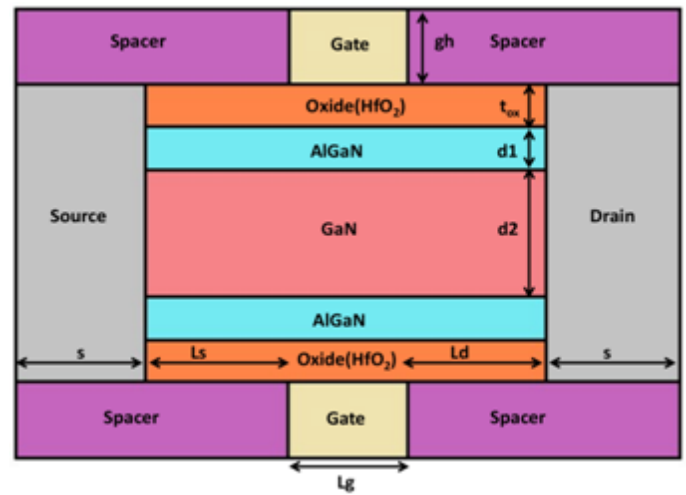 Spacer Gate gh Spacer
Oxide(HfO₂) tₒₓ
AlGaN d1
Source GaN d2 Drain
AlGaN
s Ls Oxide(HfO₂) Ld s
Spacer Gate Spacer
Lg